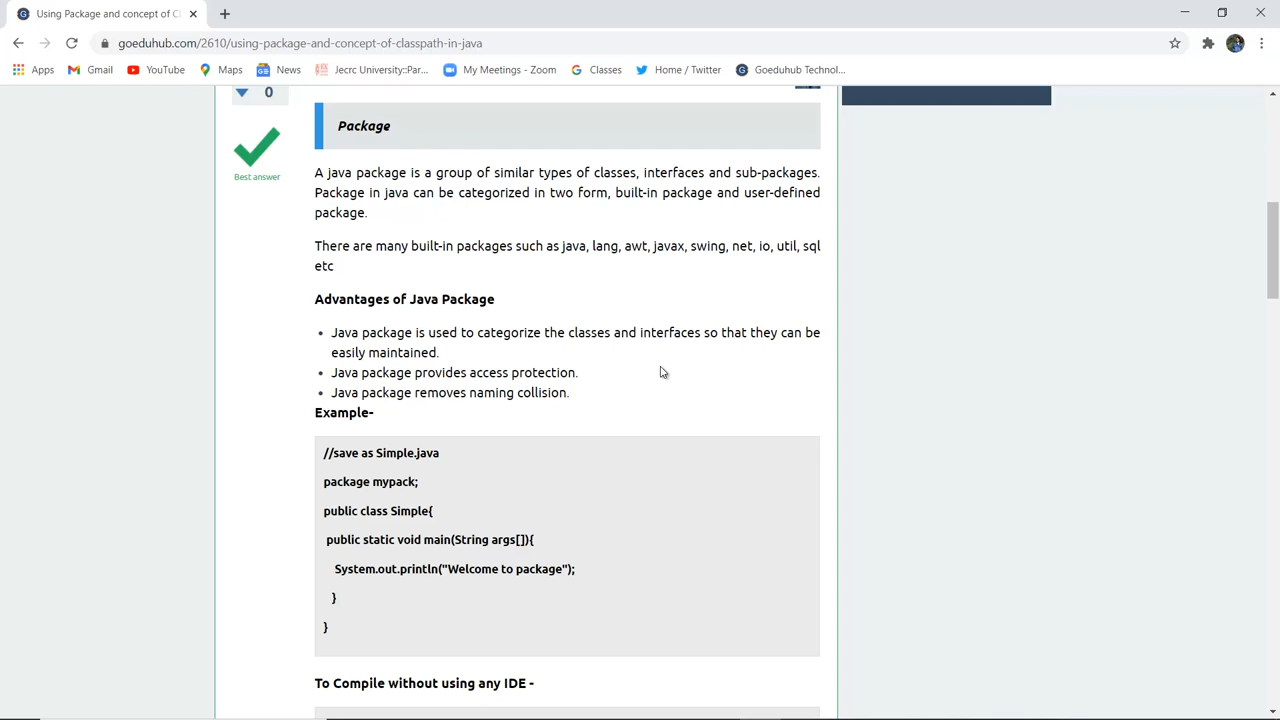 Using Package and concept of Cl
goeduhub.com/2610/using-package-and-concept-of-classpath-in-java
Apps Gmail YouTube Maps News Jecrc University::Par... My Meetings - Zoom Classes Home / Twitter Goeduhub Technol...
0
Package
Best answer
A java package is a group of similar types of classes, interfaces and sub-packages.
Package in java can be categorized in two form, built-in package and user-defined
package.
There are many built-in packages such as java, lang, awt, javax, swing, net, io, util, sql
etc
Advantages of Java Package
• Java package is used to categorize the classes and interfaces so that they can be
easily maintained.
• Java package provides access protection.
• Java package removes naming collision.
Example-
//save as Simple.java
package mypack;
public class Simple{
public static void main(String args[]){
System.out.println("Welcome to package");
}
}
To Compile without using any IDE -